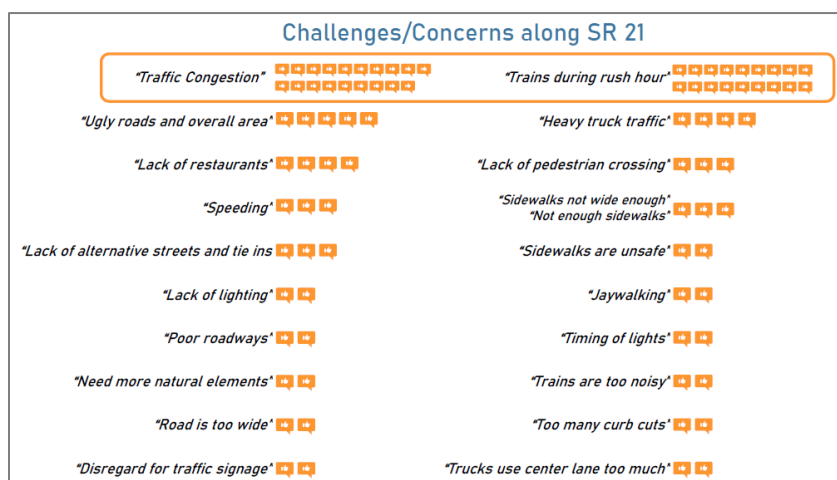 Challenges/Concerns along SR 21
"Traffic Congestion"
"Trains during rush hour"
"Ugly roads and overall area"
"Heavy truck traffic"
"Lack of restaurants"
"Lack of pedestrian crossing"
"Speeding"
"Sidewalks not wide enough"
"Not enough sidewalks"
"Lack of alternative streets and tie ins
"Sidewalks are unsafe"
"Lack of lighting"
"Jaywalking"
"Poor roadways"
"Timing of lights"
"Need more natural elements"
"Trains are too noisy"
"Road is too wide"
"Too many curb cuts"
"Disregard for traffic signage"
"Trucks use center lane too much"